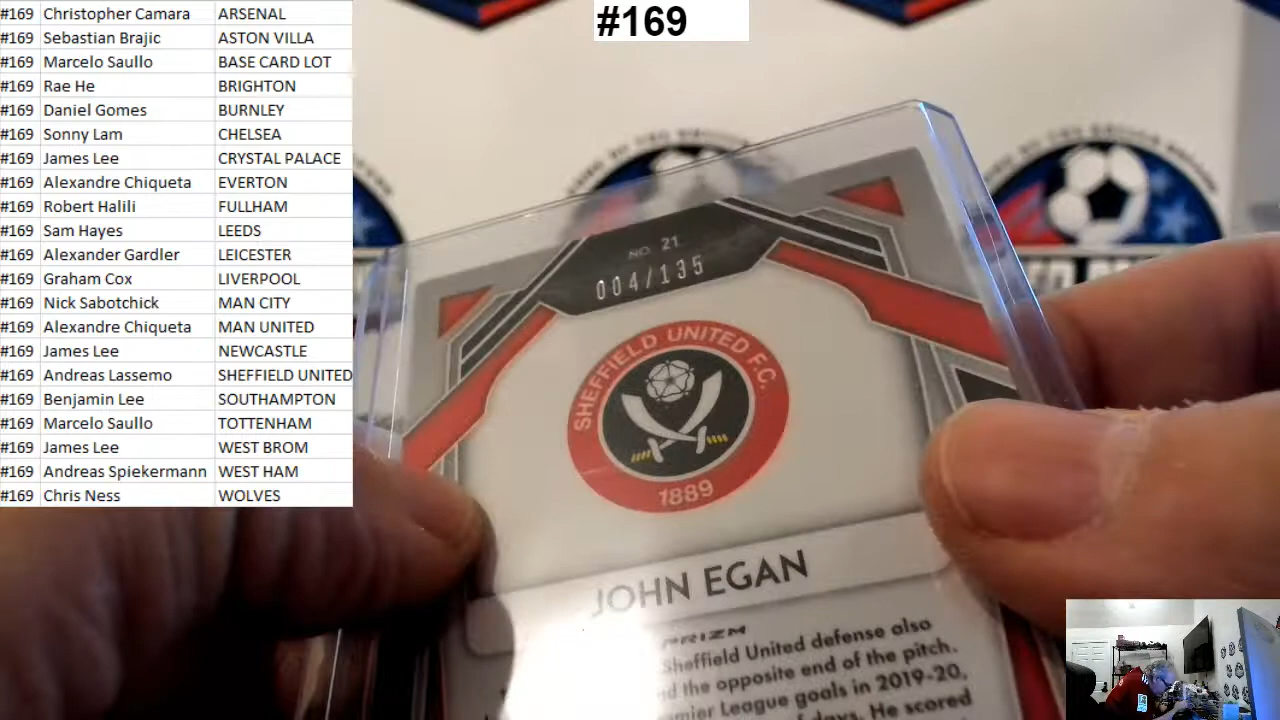 #169
#169 Christopher Camara ARSENAL
#169 Sebastian Brajic ASTON VILLA
#169 Marcelo Saullo BASE CARD LOT
#169 Rae He BRIGHTON
#169 Daniel Gomes BURNLEY
#169 Sonny Lam CHELSEA
#169 James Lee CRYSTAL PALACE
#169 Alexandre Chiqueta EVERTON
#169 Robert Halili FULLHAM
#169 Sam Hayes LEEDS
#169 Alexander Gardler LEICESTER
#169 Graham Cox LIVERPOOL
#169 Nick Sabotchick MAN CITY
#169 Alexandre Chiqueta MAN UNITED
#169 James Lee NEWCASTLE
#169 Andreas Lassemo SHEFFIELD UNITED
#169 Benjamin Lee SOUTHAMPTON
#169 Marcelo Saullo TOTTENHAM
#169 James Lee WEST BROM
#169 Andreas Spiekermann WEST HAM
#169 Chris Ness WOLVES
NO. 21
004/135
SHEFFIELD UNITED F.C.
1889
JOHN EGAN
PRIZM
Sheffield United defense also
the opposite end of the pitch.
League goals in 2019-20,
of days. He scored